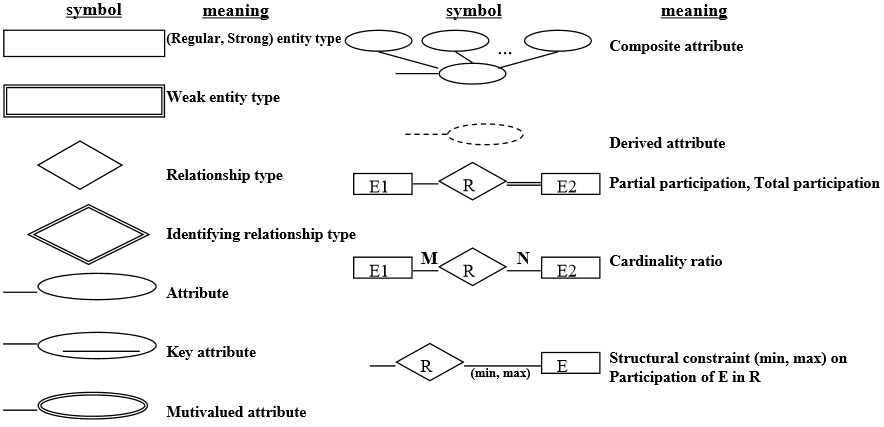 symbol meaning
(Regular, Strong) entity type
Weak entity type
Relationship type
Identifying relationship type
Attribute
Key attribute
Mutivalued attribute
symbol meaning
...
Composite attribute
Derived attribute
E1 R E2 Partial participation, Total participation
M N
E1 R E2 Cardinality ratio
R (min, max) E Structural constraint (min, max) on
Participation of E in R